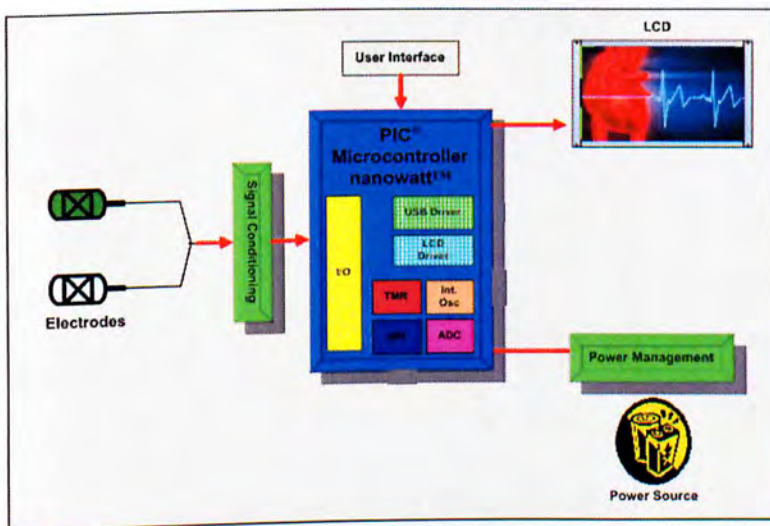 LCD
User Interface
PIC®
Microcontroller
nanowatt™
Signal Conditioning
USB Driver
LCD
Driver
I/O
TMR
Int.
Osc
ADC
Electrodes
Power Management
Power Source